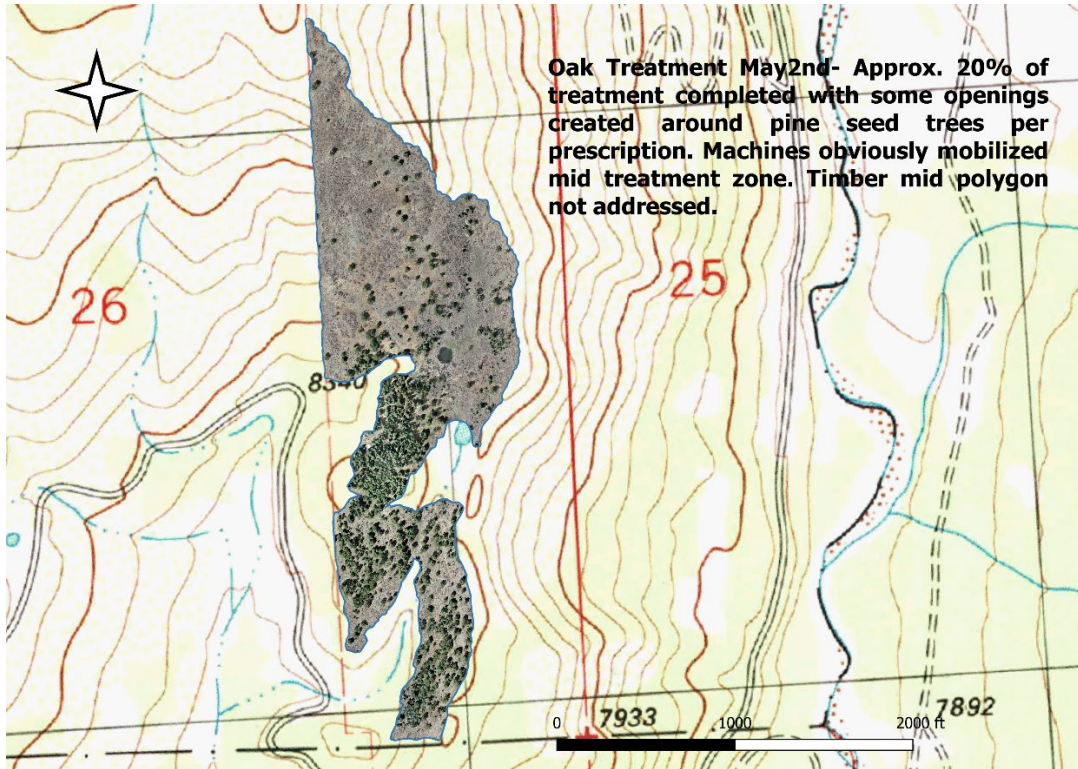 Oak Treatment May2nd- Approx. 20% of
treatment completed with some openings
created around pine seed trees per
prescription. Machines obviously mobilized
mid treatment zone. Timber mid polygon
not addressed.
26
25
8340
7933
7892
0
1000
2000 ft